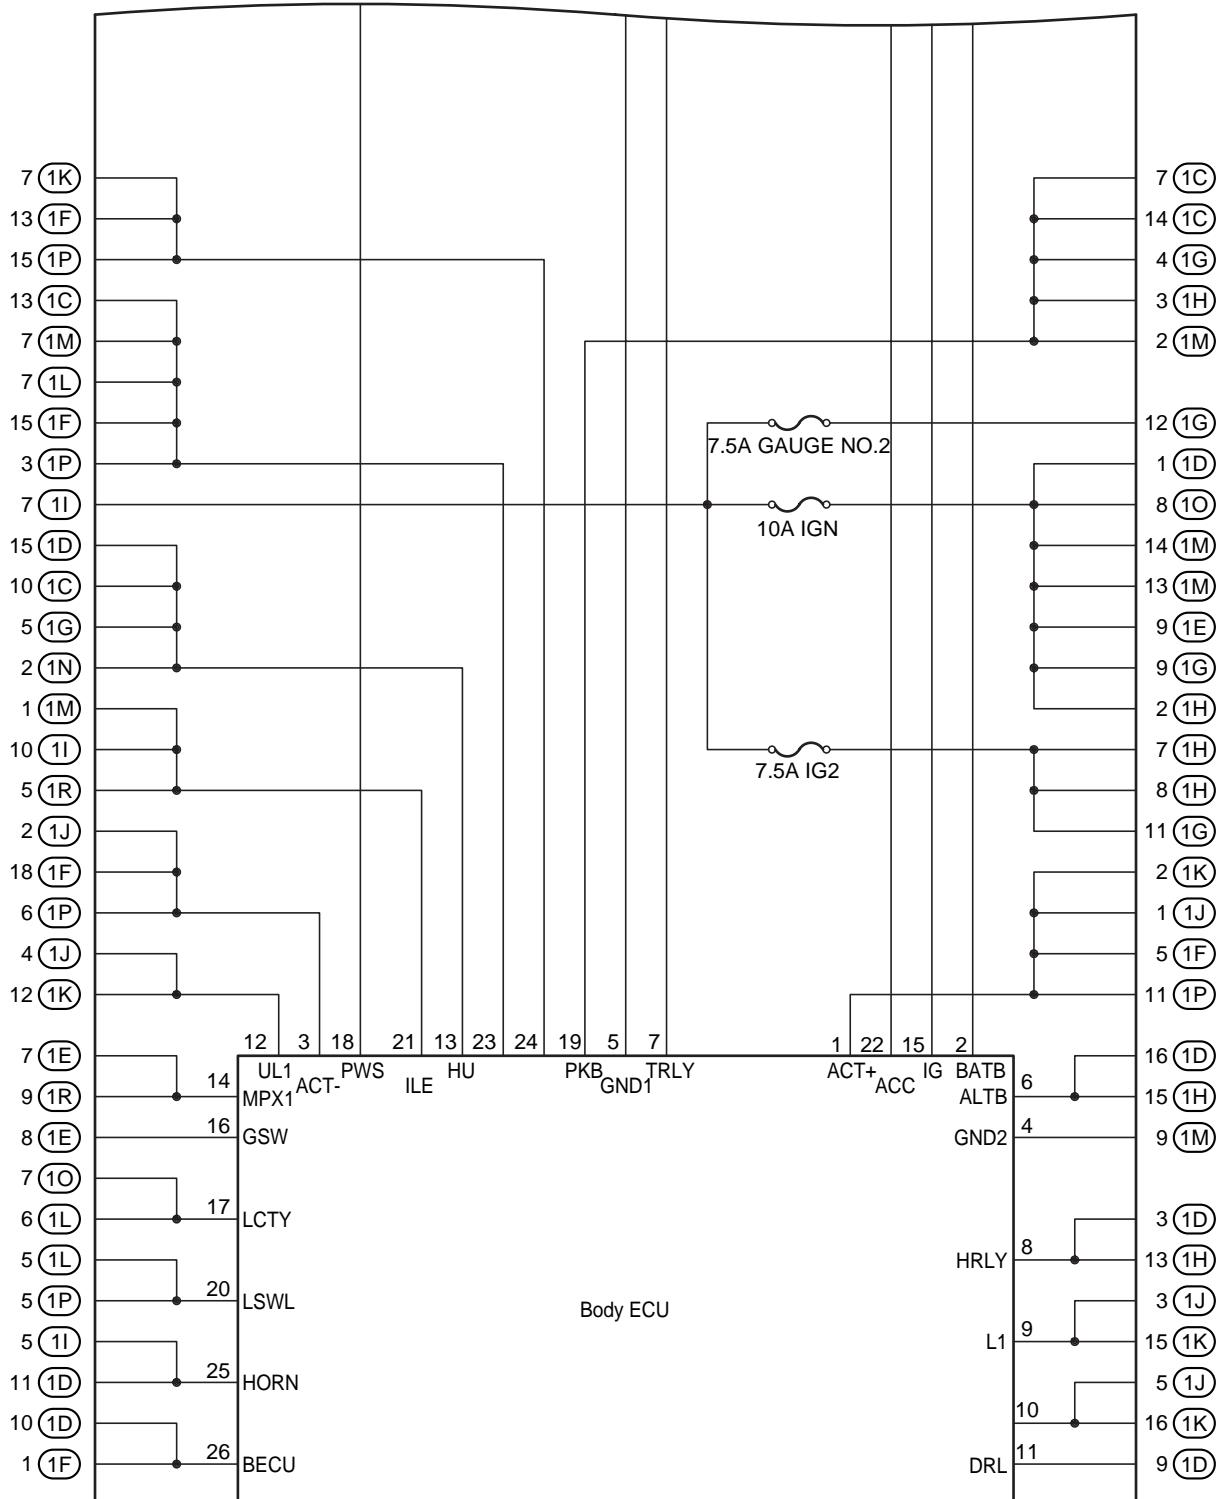 7 1K 7 1C
13 1F 14 1C
15 1P 4 1G
13 1C 3 1H
7 1M 2 1M
7 1L
15 1F 12 1G
7.5A GAUGE NO.2
3 1P 1 1D
7 1I 8 1O
10A IGN
15 1D 14 1M
10 1C 13 1M
5 1G 9 1E
2 1N 9 1G
1 1M 2 1H
10 1I 7 1H
7.5A IG2
5 1R 8 1H
2 1J 11 1G
18 1F 2 1K
6 1P 1 1J
4 1J 5 1F
12 1K 11 1P
12 3 18 21 13 23 24 19 5 7 1 22 15 2
7 1E 16 1D
UL1 PWS HU PKB TRLY ACT+ IG BATB
ACT- ILE GND1 ACC
14 6
9 1R MPX1 ALTB 15 1H
16 4
8 1E GSW GND2 9 1M
7 1O
17
6 1L LCTY 3 1D
8
5 1L HRLY 13 1H
20
5 1P LSWL Body ECU 3 1J
9
5 1I L1 15 1K
25
11 1D HORN 5 1J
10
10 1D 16 1K
26 11
1 1F BECU DRL 9 1D